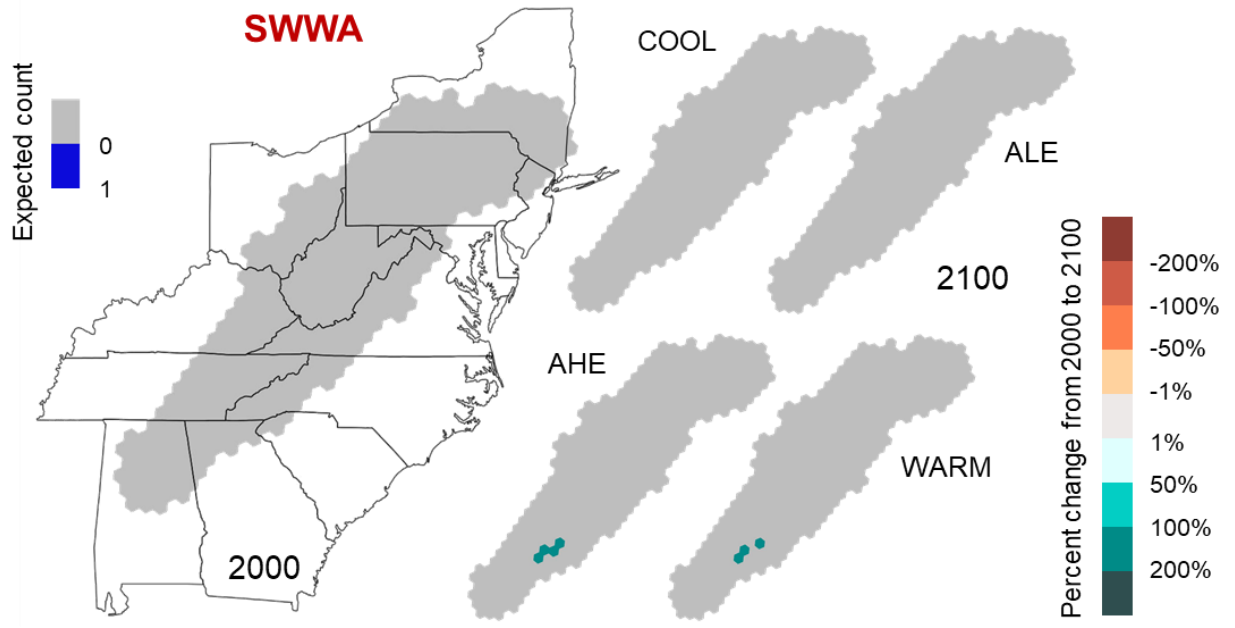 SWWA
COOL
Expected count
0
1
ALE
2100
Percent change from 2000 to 2100
-200%
-100%
-50%
-1%
1%
50%
100%
200%
AHE
WARM
2000